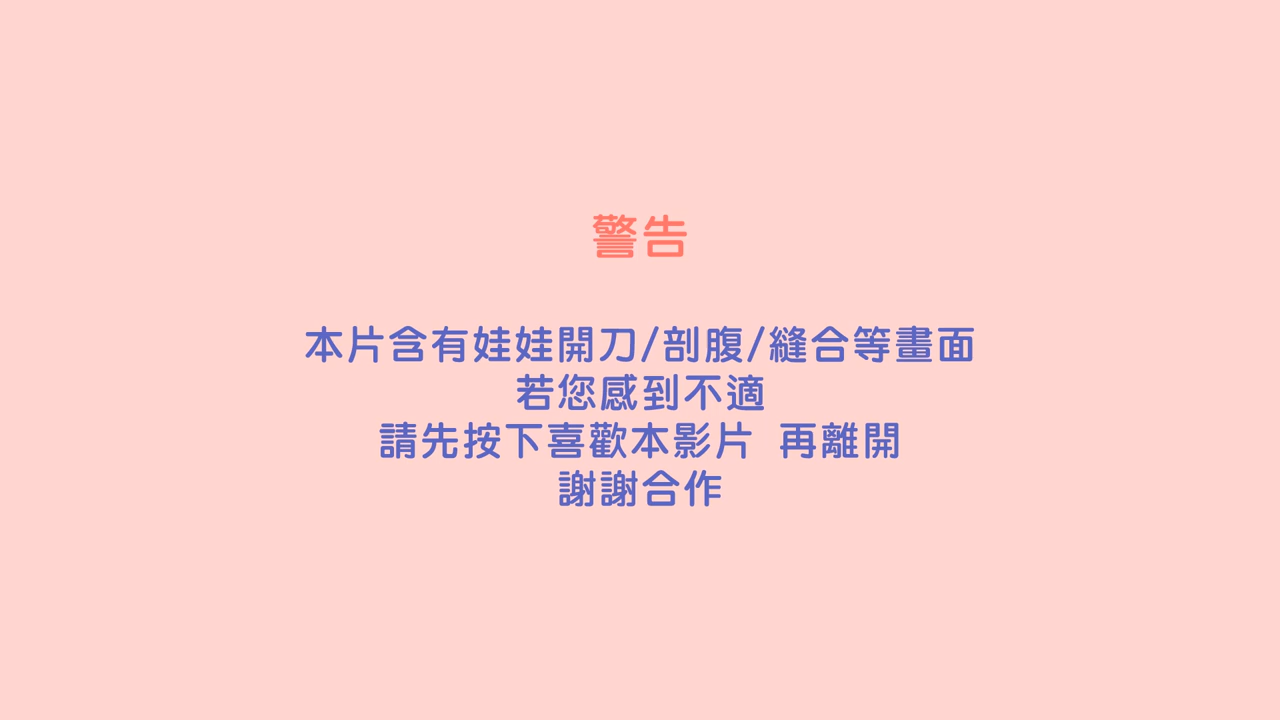 警告
本片含有娃娃開刀/剖腹/縫合等畫面
若您感到不適
請先按下喜歡本影片 再離開
謝謝合作